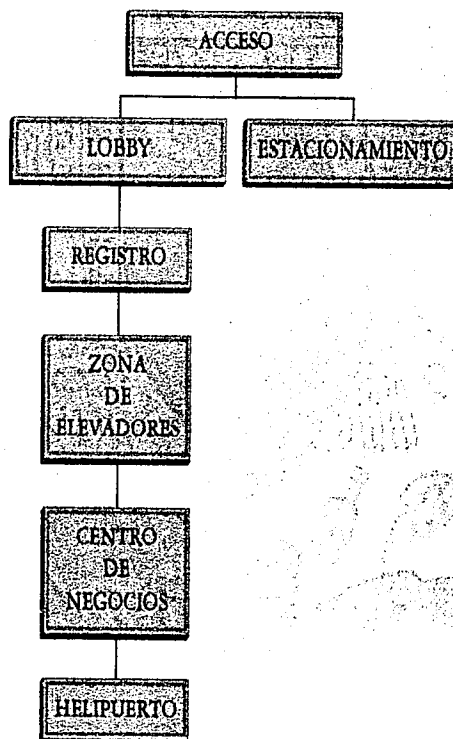 ACCESO
LOBBY
ESTACIONAMIENTO
REGISTRO
ZONA
DE
ELEVADORES
CENTRO
DE
NEGOCIOS
HELIPUERTO